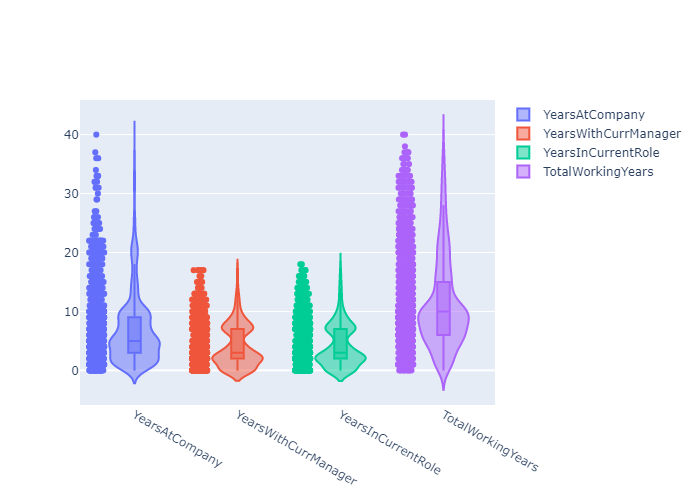 40
30
20
10
0
YearsAtCompany
YearsWithCurrManager
YearsInCurrentRole
TotalWorkingYears
YearsAtCompany
YearsWithCurrManager
YearsInCurrentRole
TotalWorkingYears